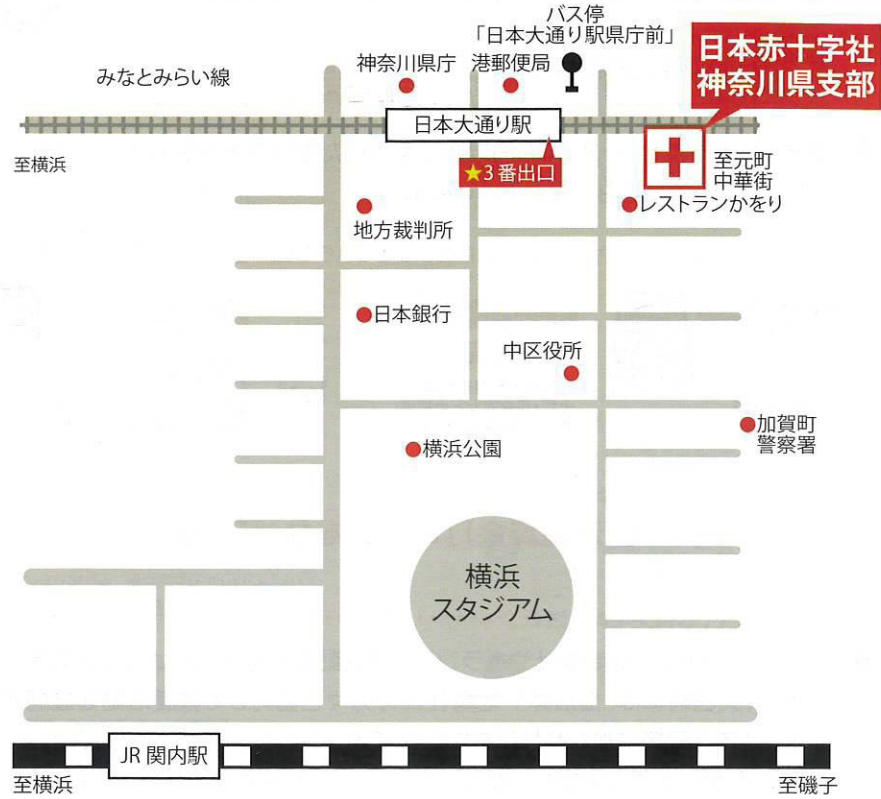 バス停
「日本大通り駅県庁前」
日本赤十字社
神奈川県支部
神奈川県庁
港郵便局
みなとみらい線
日本大通り駅
至横浜
★3番出口
至元町
中華街
レストランかをり
地方裁判所
日本銀行
中区役所
加賀町
警察署
横浜公園
横浜
スタジアム
JR関内駅
至横浜
至磯子